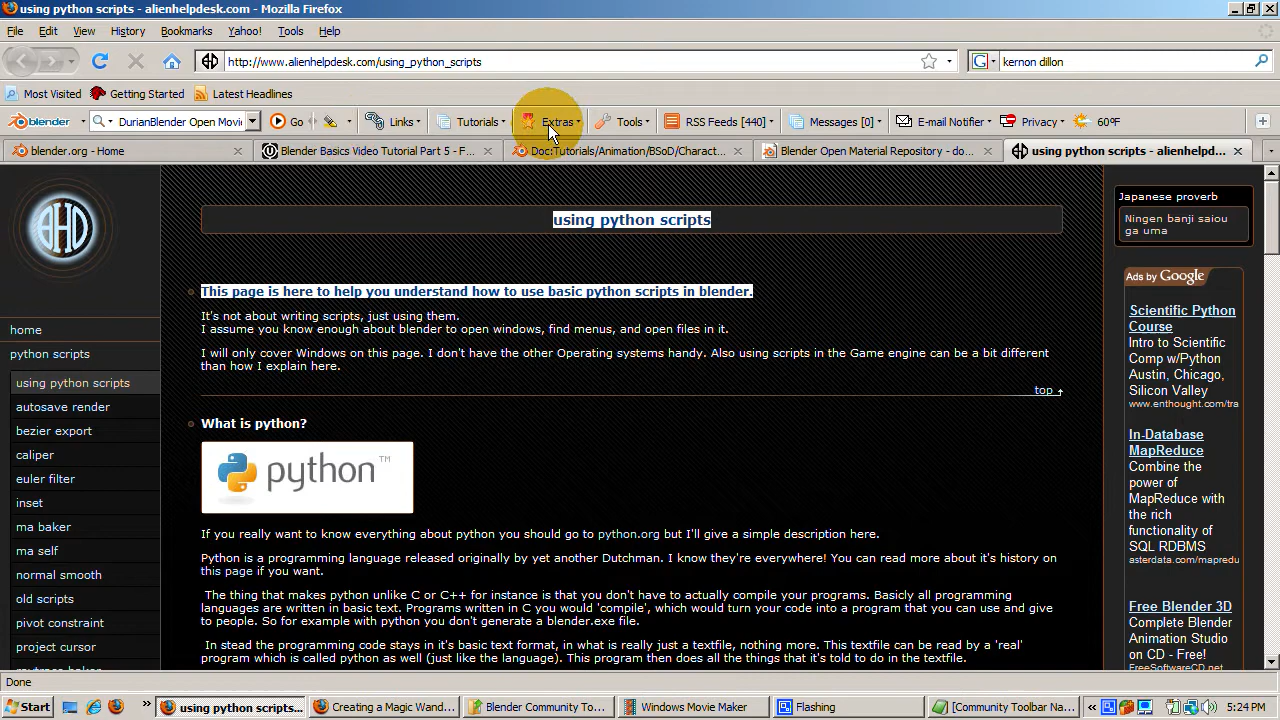 using python scripts - alienhelpdesk.com - Mozilla Firefox
File Edit View History Bookmarks Yahoo! Tools Help
http://www.alienhelpdesk.com/using_python_scripts
kernon dillon
Most Visited Getting Started Latest Headlines
blender DurianBlender Open Movi Go Links Tutorials Extras Tools RSS Feeds [440] Messages [0] E-mail Notifier Privacy 60°F
blender.org - Home Blender Basics Video Tutorial Part 5 - F... Doc:Tutorials/Animation/BSoD/Charact... Blender Open Material Repository - do... using python scripts - alienhelpd...
BHD
home
python scripts
using python scripts
autosave render
bezier export
caliper
euler filter
inset
ma baker
ma self
normal smooth
old scripts
pivot constraint
project cursor
using python scripts
This page is here to help you understand how to use basic python scripts in blender.
It's not about writing scripts, just using them.
I assume you know enough about blender to open windows, find menus, and open files in it.
I will only cover Windows on this page. I don't have the other Operating systems handy. Also using scripts in the Game engine can be a bit different
than how I explain here.
top
What is python?
python TM
If you really want to know everything about python you should go to python.org but I'll give a simple description here.
Python is a programming language released originally by yet another Dutchman. I know they're everywhere! You can read more about it's history on
this page if you want.
The thing that makes python unlike C or C++ for instance is that you don't have to actually compile your programs. Basicly all programming
languages are written in basic text. Programs written in C you would 'compile', which would turn your code into a program that you can use and give
to people. So for example with python you don't generate a blender.exe file.
In stead the programming code stays in it's basic text format, in what is really just a textfile, nothing more. This textfile can be read by a 'real'
program which is called python as well (just like the language). This program then does all the things that it's told to do in the textfile.
Japanese proverb
Ningen banji saiou
ga uma
Ads by Google
Scientific Python
Course
Intro to Scientific
Comp w/Python
Austin, Chicago,
Silicon Valley
www.enthought.com/tra
In-Database
MapReduce
Combine the
power of
MapReduce with
the rich
functionality of
SQL RDBMS
asterdata.com/mapredu
Free Blender 3D
Complete Blender
Animation Studio
on CD - Free!
FreeSoftwareCD.net
Done
Start » using python scripts... Creating a Magic Wand... Blender Community To... Windows Movie Maker Flashing [Community Toolbar Na... « 5:24 PM